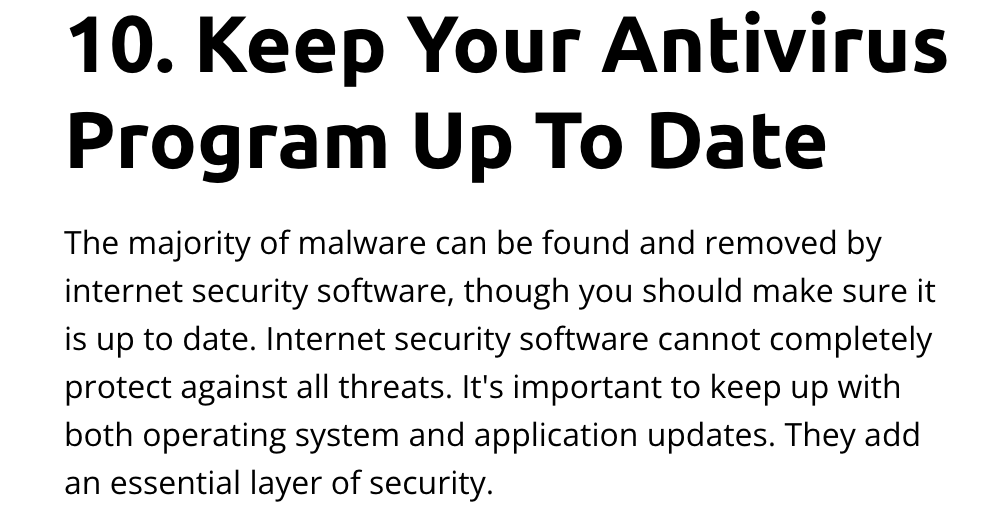 10. Keep Your Antivirus
Program Up To Date
The majority of malware can be found and removed by
internet security software, though you should make sure it
is up to date. Internet security software cannot completely
protect against all threats. It's important to keep up with
both operating system and application updates. They add
an essential layer of security.